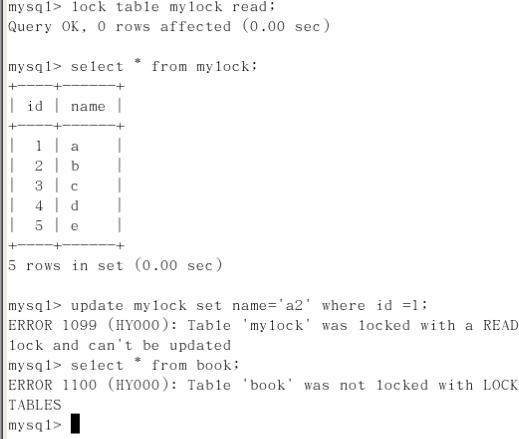 mysql> lock table mylock read;
Query OK, 0 rows affected (0.00 sec)
mysql> select * from mylock;
+----+------+
| id | name |
+----+------+
| 1 | a |
| 2 | b |
| 3 | c |
| 4 | d |
| 5 | e |
+----+------+
5 rows in set (0.00 sec)
mysql> update mylock set name='a2' where id =1;
ERROR 1099 (HY000): Table 'mylock' was locked with a READ
lock and can't be updated
mysql> select * from book;
ERROR 1100 (HY000): Table 'book' was not locked with LOCK
TABLES
mysql>